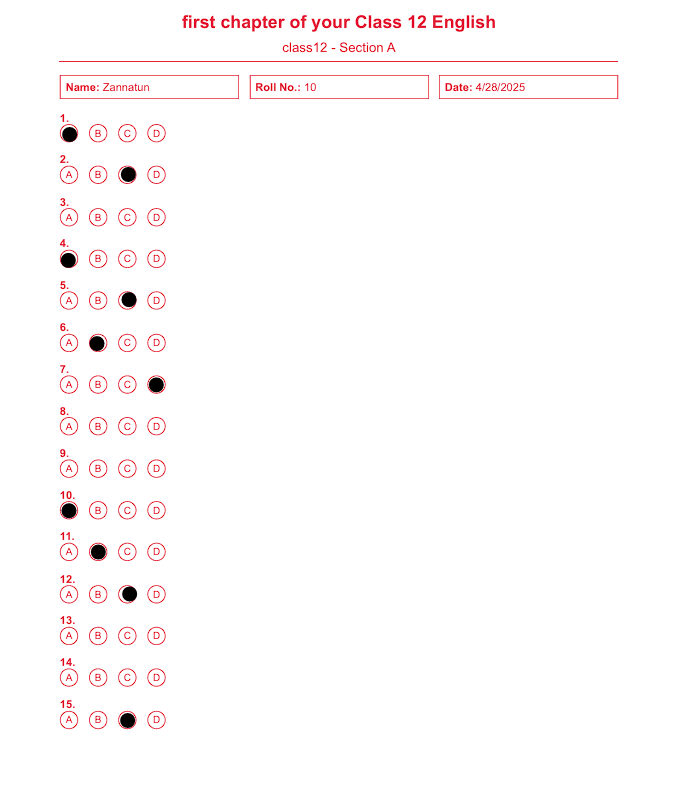 first chapter of your Class 12 English
class12 - Section A
Name: Zannatun Roll No.: 10 Date: 4/28/2025
1.
B C D
2.
A B D
3.
A B C D
4.
B C D
5.
A B D
6.
A C D
7.
A B C
8.
A B C D
9.
A B C D
10.
B C D
11.
A C D
12.
A B D
13.
A B C D
14.
A B C D
15.
A B D